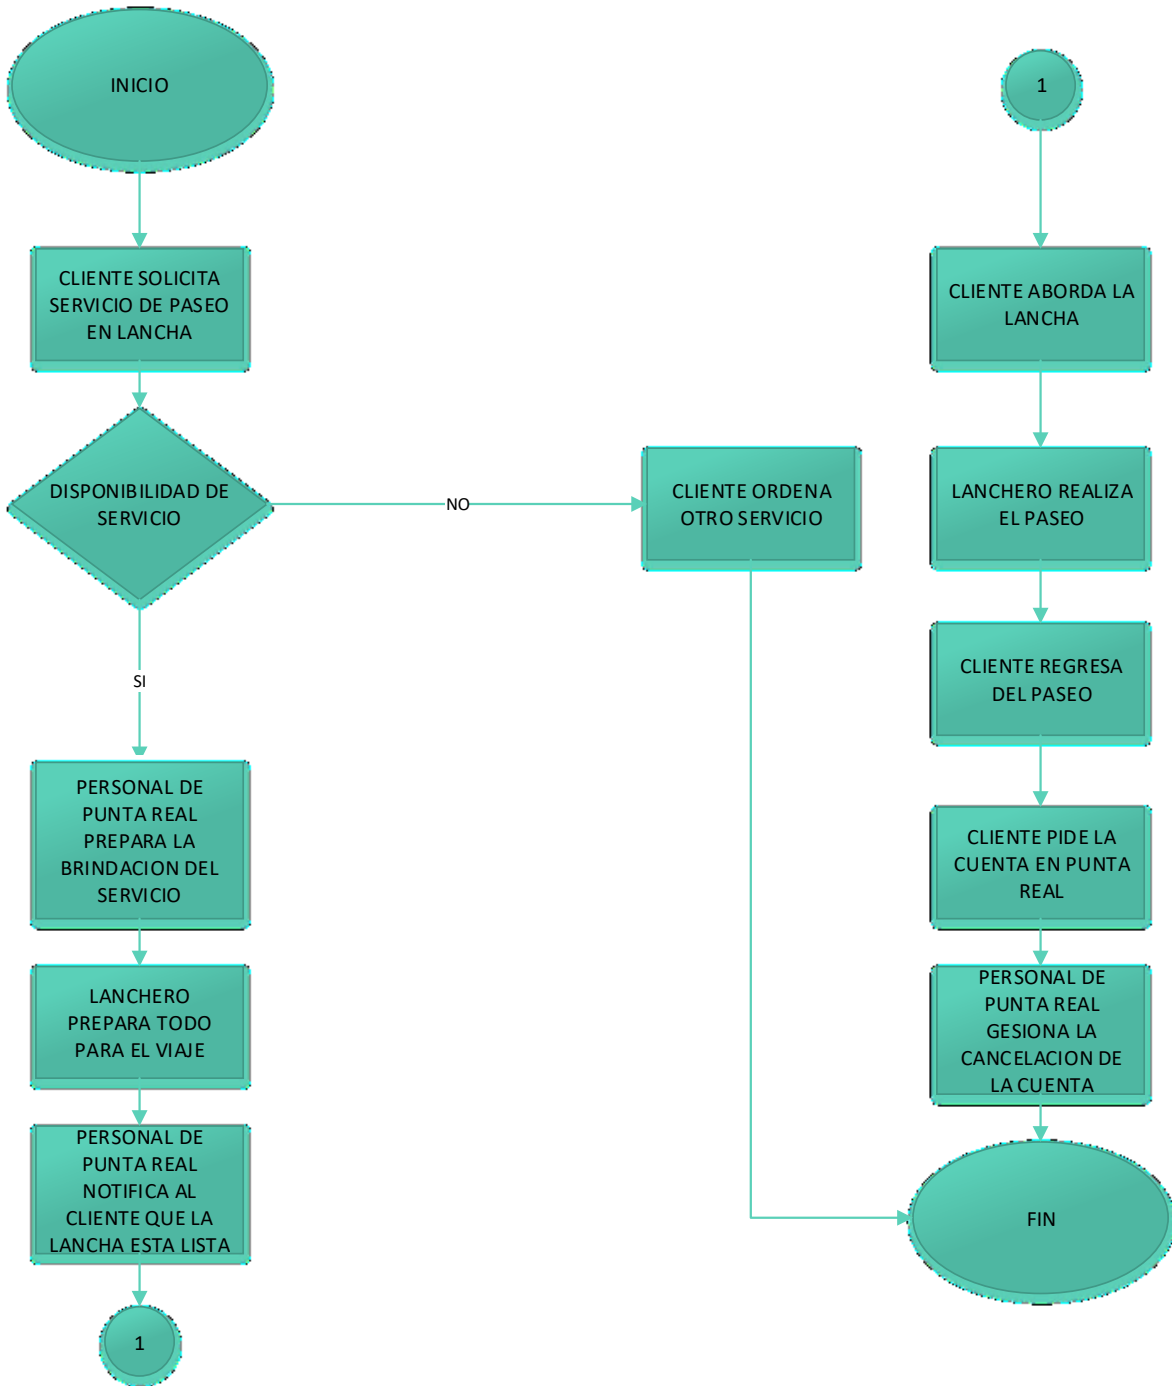 INICIO
CLIENTE SOLICITA
SERVICIO DE PASEO
EN LANCHA
DISPONIBILIDAD DE
SERVICIO
NO
CLIENTE ORDENA
OTRO SERVICIO
SI
PERSONAL DE
PUNTA REAL
PREPARA LA
BRINDACION DEL
SERVICIO
LANCHERO
PREPARA TODO
PARA EL VIAJE
PERSONAL DE
PUNTA REAL
NOTIFICA AL
CLIENTE QUE LA
LANCHA ESTA LISTA
1
1
CLIENTE ABORDA LA
LANCHA
LANCHERO REALIZA
EL PASEO
CLIENTE REGRESA
DEL PASEO
CLIENTE PIDE LA
CUENTA EN PUNTA
REAL
PERSONAL DE
PUNTA REAL
GESIONA LA
CANCELACION DE
LA CUENTA
FIN